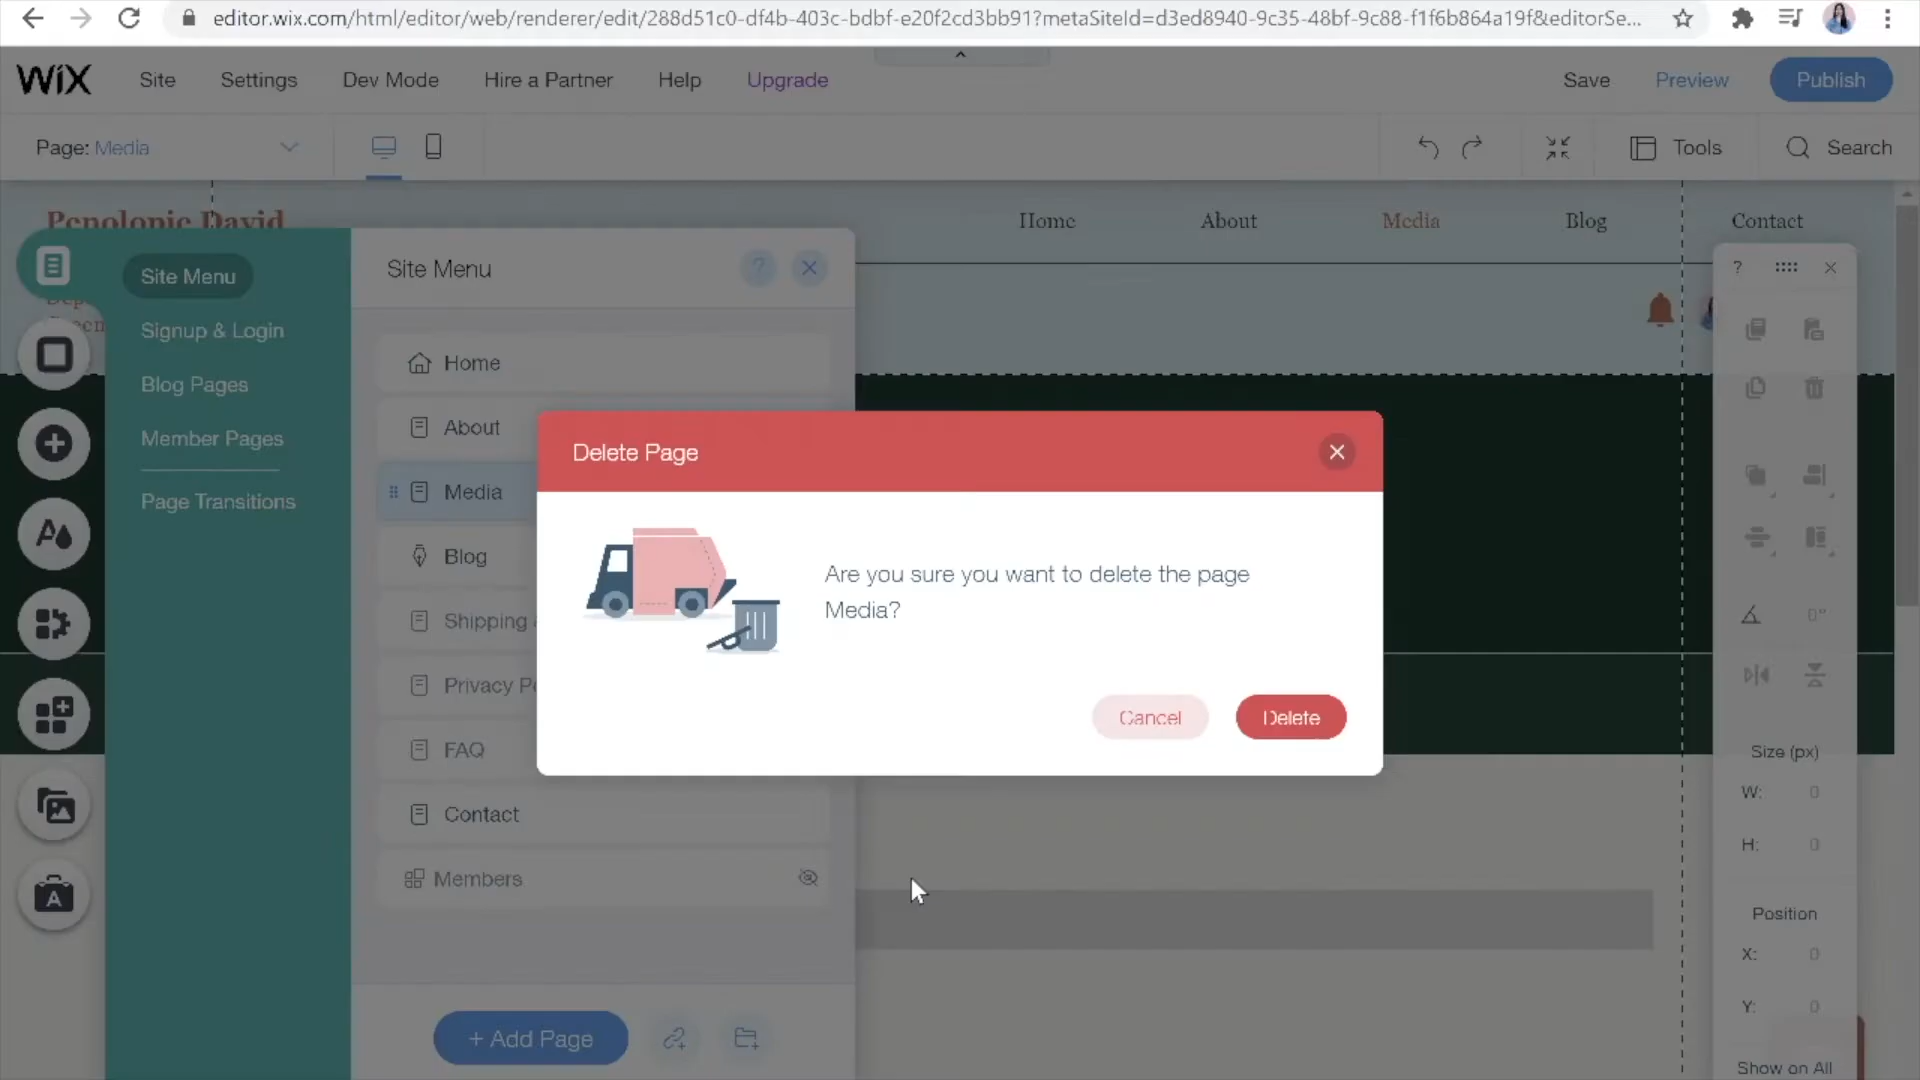 editor.wix.com/html/editor/web/renderer/edit/288d51c0-df4b-403c-bdbf-e20f2cd3bb91?metaSiteId=d3ed8940-9c35-48bf-9c88-f1f6b864a19f&editorSe...
WiX Site Settings Dev Mode Hire a Partner Help Upgrade Save Preview Publish
Page: Media Tools Search
Penelopie David Home About Media Blog Contact
Site Menu
Signup & Login
Blog Pages
Member Pages
Page Transitions
Site Menu ?
Home
About
Media
Blog
Shipping
Privacy P
FAQ
Contact
Members
+ Add Page
Delete Page
Are you sure you want to delete the page
Media?
Cancel Delete
?
0°
Size (px)
W: 0
H: 0
Position
X: 0
Y: 0
Show on All